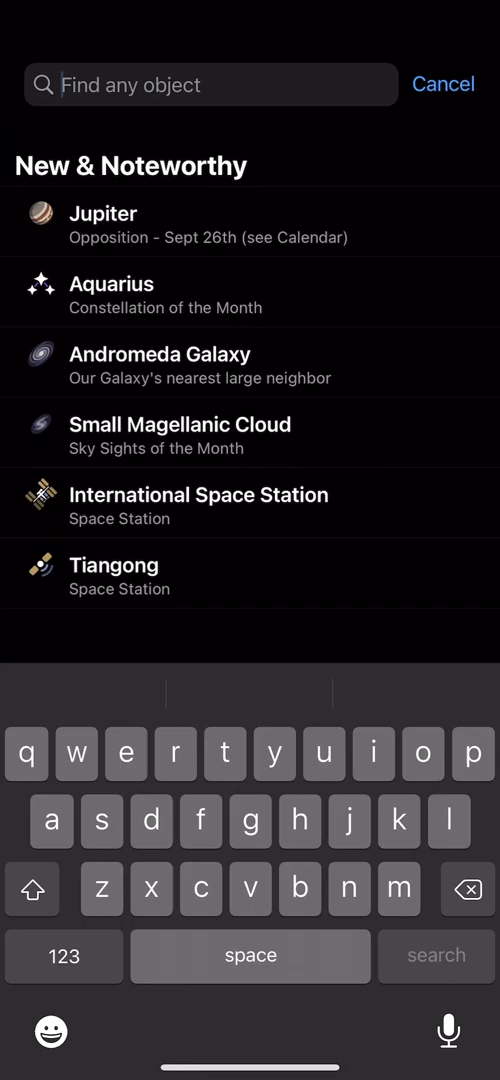 Find any object
Cancel
New & Noteworthy
Jupiter
Opposition - Sept 26th (see Calendar)
Aquarius
Constellation of the Month
Andromeda Galaxy
Our Galaxy's nearest large neighbor
Small Magellanic Cloud
Sky Sights of the Month
International Space Station
Space Station
Tiangong
Space Station
q w e r t y u i o p
a s d f g h j k l
z x c v b n m
123 space search